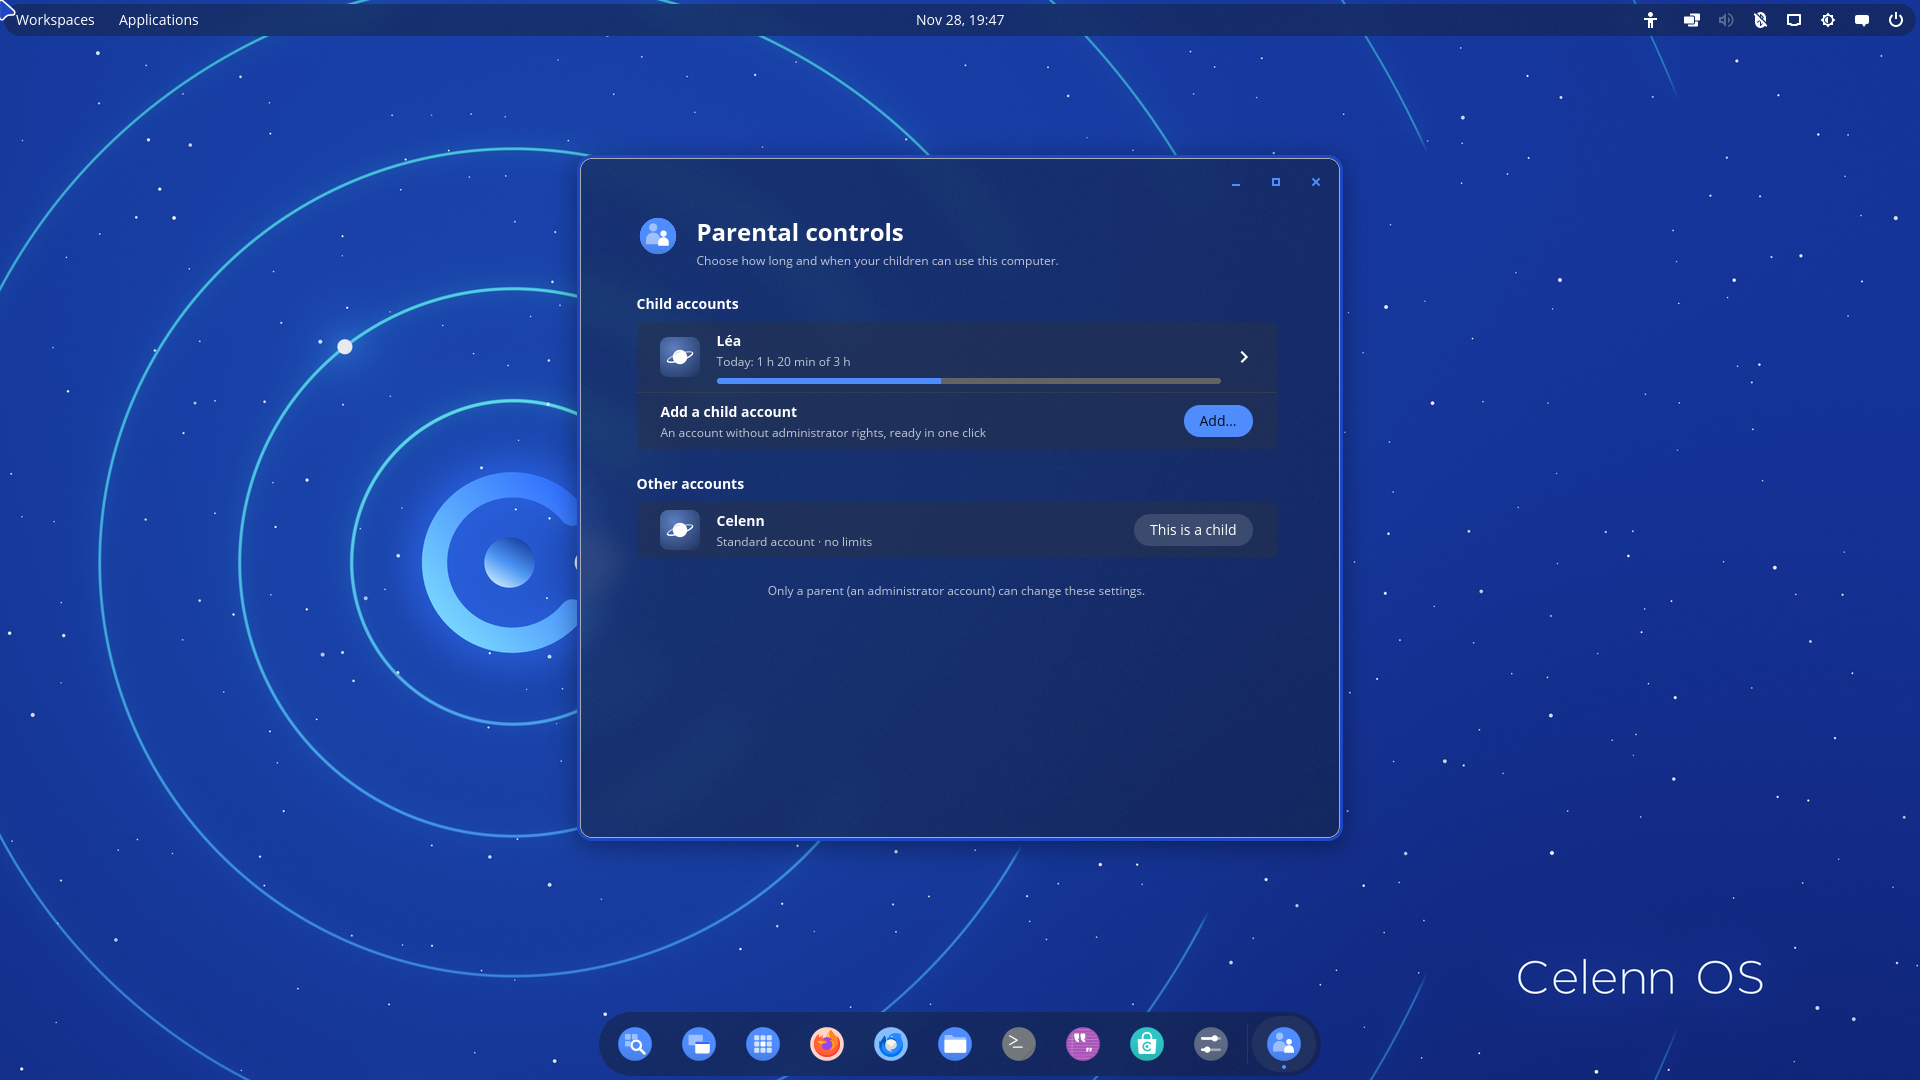 Workspaces Applications Nov 28, 19:47
Parental controls
Choose how long and when your children can use this computer.
Child accounts
Léa
Today: 1 h 20 min of 3 h
Add a child account
An account without administrator rights, ready in one click
Add...
Other accounts
Celenn
Standard account · no limits
This is a child
Only a parent (an administrator account) can change these settings.
Celenn OS